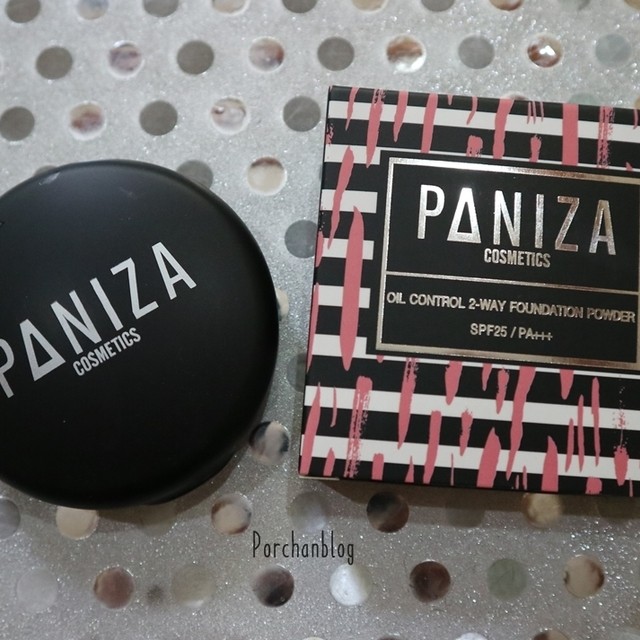 PANIZA
COSMETICS
PANIZA
COSMETICS
OIL CONTROL 2-WAY FOUNDATION POWDER
SPF25 / PA+++
Porchanblog